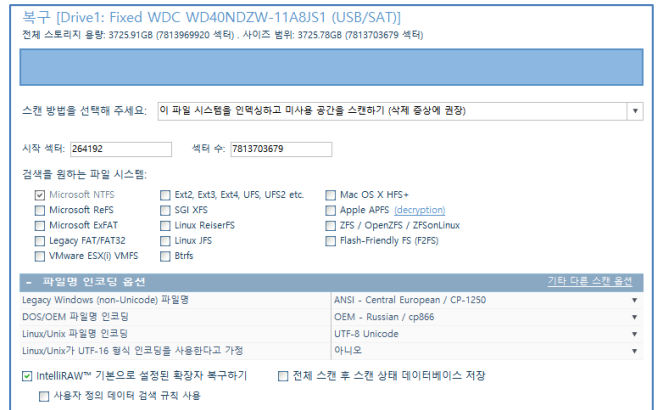 복구 [Drive1: Fixed WDC WD40NDZW-11A8JS1 (USB/SAT)]
전체 스토리지 용량: 3725.91GB (7813969920 섹터) . 사이즈 범위: 3725.78GB (7813703679 섹터)
스캔 방법을 선택해 주세요: 이 파일 시스템을 인덱싱하고 미사용 공간을 스캔하기 (삭제 증상에 권장)
시작 섹터: 264192 섹터 수: 7813703679
검색을 원하는 파일 시스템:
Microsoft NTFS Ext2, Ext3, Ext4, UFS, UFS2 etc. Mac OS X HFS+
Microsoft ReFS SGI XFS Apple APFS (decryption)
Microsoft ExFAT Linux ReiserFS ZFS / OpenZFS / ZFSonLinux
Legacy FAT/FAT32 Linux JFS Flash-Friendly FS (F2FS)
VMware ESX(i) VMFS Btrfs
- 파일명 인코딩 옵션 기타 다른 스캔 옵션
Legacy Windows (non-Unicode) 파일명 ANSI - Central European / CP-1250
DOS/OEM 파일명 인코딩 OEM - Russian / cp866
Linux/Unix 파일명 인코딩 UTF-8 Unicode
Linux/Unix가 UTF-16 형식 인코딩을 사용한다고 가정 아니오
IntelliRAW™ 기본으로 설정된 확장자 복구하기 전체 스캔 후 스캔 상태 데이터베이스 저장
사용자 정의 데이터 검색 규칙 사용